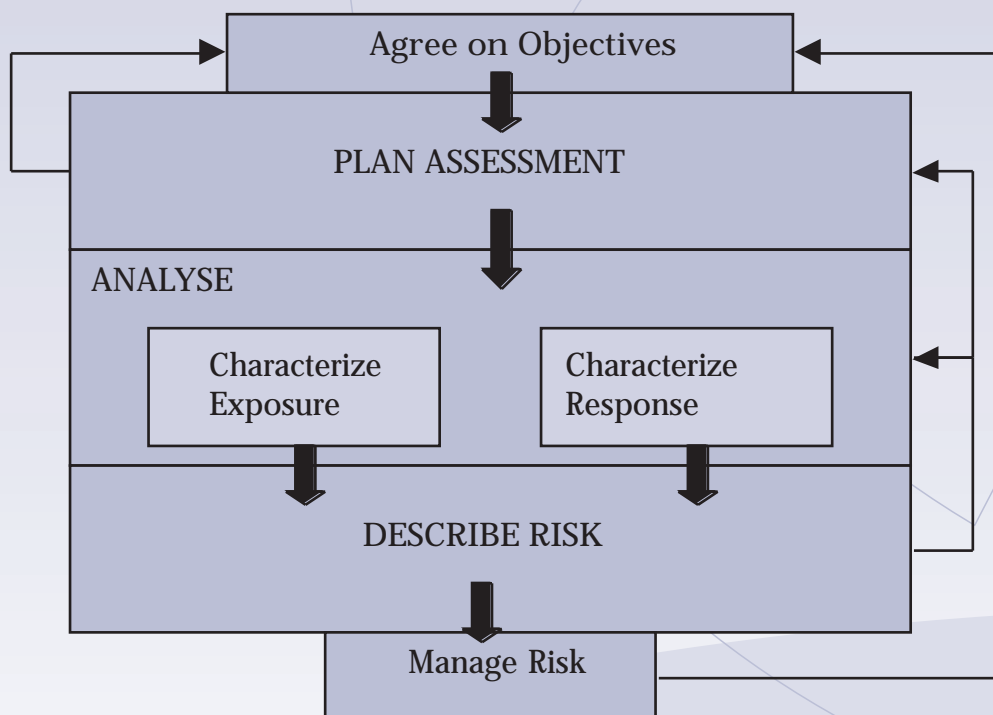 Agree on Objectives
PLAN ASSESSMENT
ANALYSE
Characterize
Exposure
Characterize
Response
DESCRIBE RISK
Manage Risk